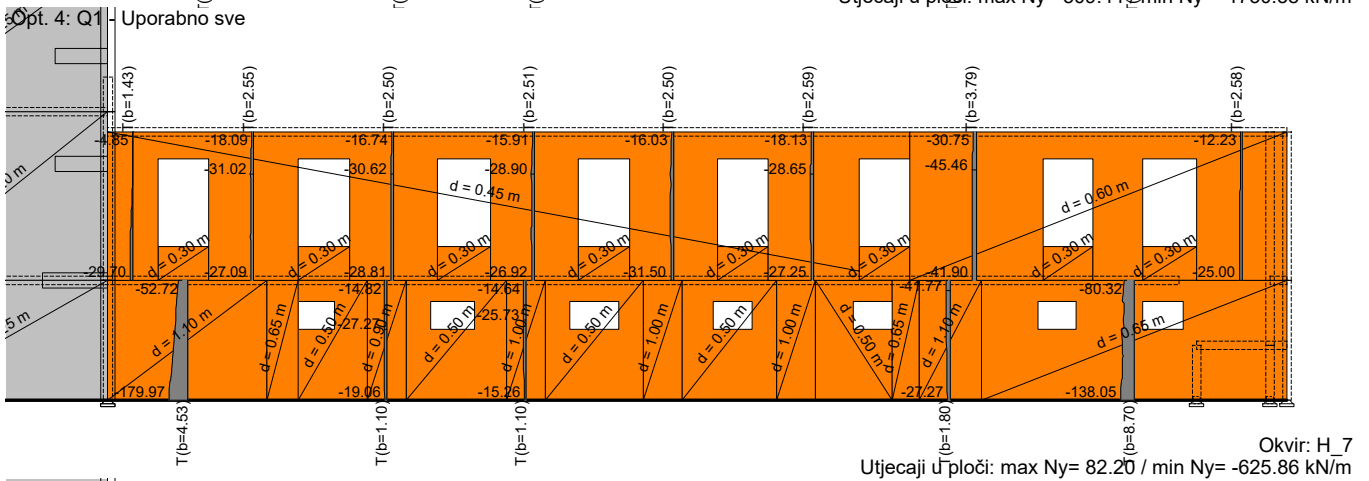 Opt. 4: Q1 - Uporabno sve
T(b=1.43)
T(b=2.55)
T(b=2.50)
T(b=2.51)
T(b=2.50)
T(b=2.59)
T(b=3.79)
T(b=2.58)
-4.85
-18.09
-16.74
-15.91
-16.03
-18.13
-30.75
-12.23
-31.02
-30.62
-28.90
-28.65
-45.46
d = 0.45 m
d = 0.60 m
d = 0.30 m
d = 0.30 m
d = 0.30 m
d = 0.30 m
d = 0.30 m
d = 0.30 m
d = 0.30 m
d = 0.30 m
-29.70
-27.09
-28.81
-26.92
-31.50
-27.25
-41.90
-25.00
-52.72
-14.82
-14.64
-41.77
-80.32
-27.27
-25.73
d = 1.10 m
d = 0.65 m
d = 0.50 m
d = 0.90 m
d = 0.50 m
d = 1.00 m
d = 0.50 m
d = 1.00 m
d = 0.50 m
d = 1.00 m
d = 0.50 m
d = 0.65 m
d = 1.10 m
d = 0.65 m
-179.97
-19.06
-15.26
-27.27
-138.05
T(b=4.53)
T(b=1.10)
T(b=1.10)
T(b=1.80)
T(b=8.70)
Okvir: H_7
Utjecaji u ploči: max Ny= 82.20 / min Ny= -625.86 kN/m